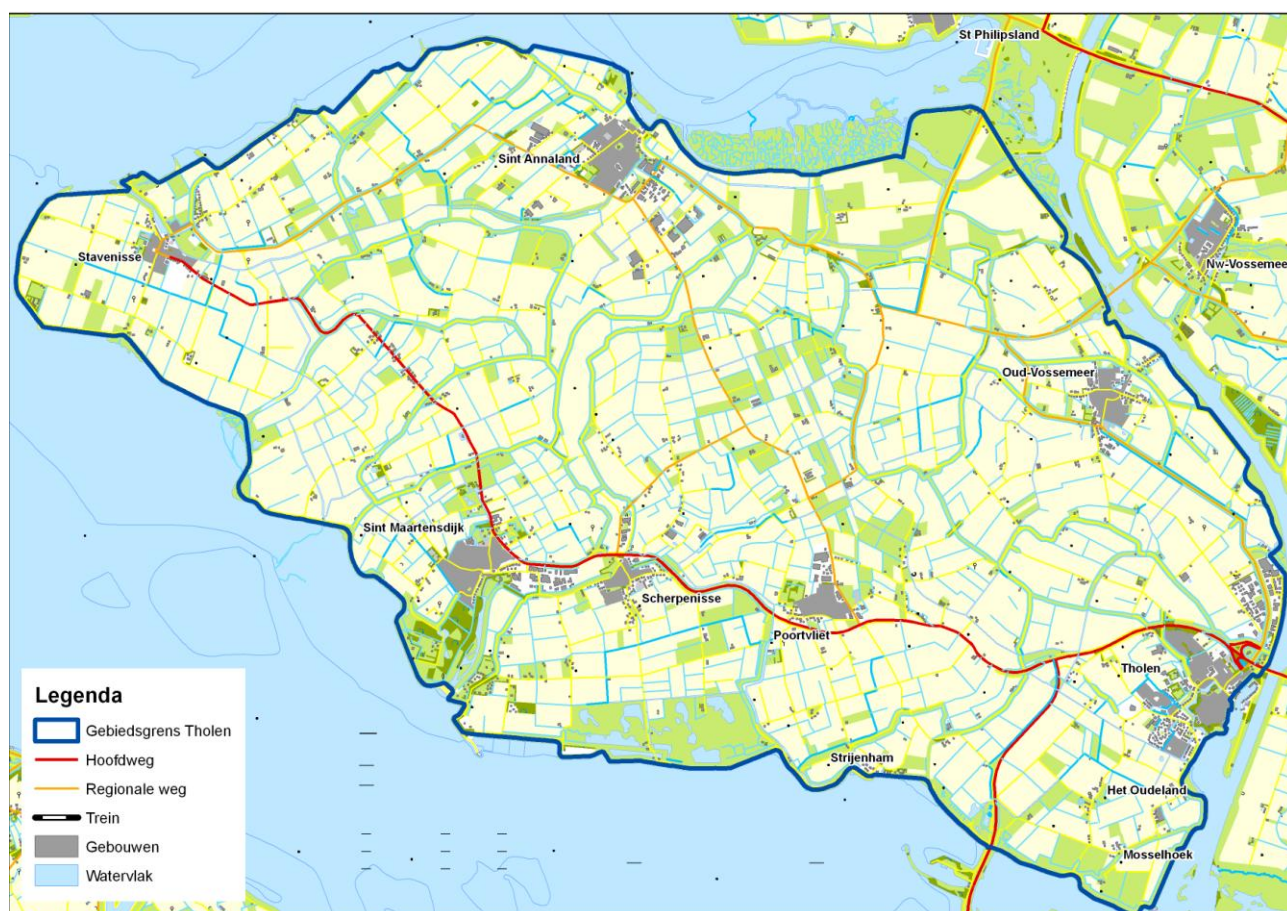 St Philipsland
Sint Annaland
Stavenisse
Nw-Vossemeer
Oud-Vossemeer
Sint Maartensdijk
Scherpenisse
Poortvliet
Tholen
Strijenham
Het Oudeland
Mosselhoek
Legenda
Gebiedsgrens Tholen
Hoofdweg
Regionale weg
Trein
Gebouwen
Watervlak